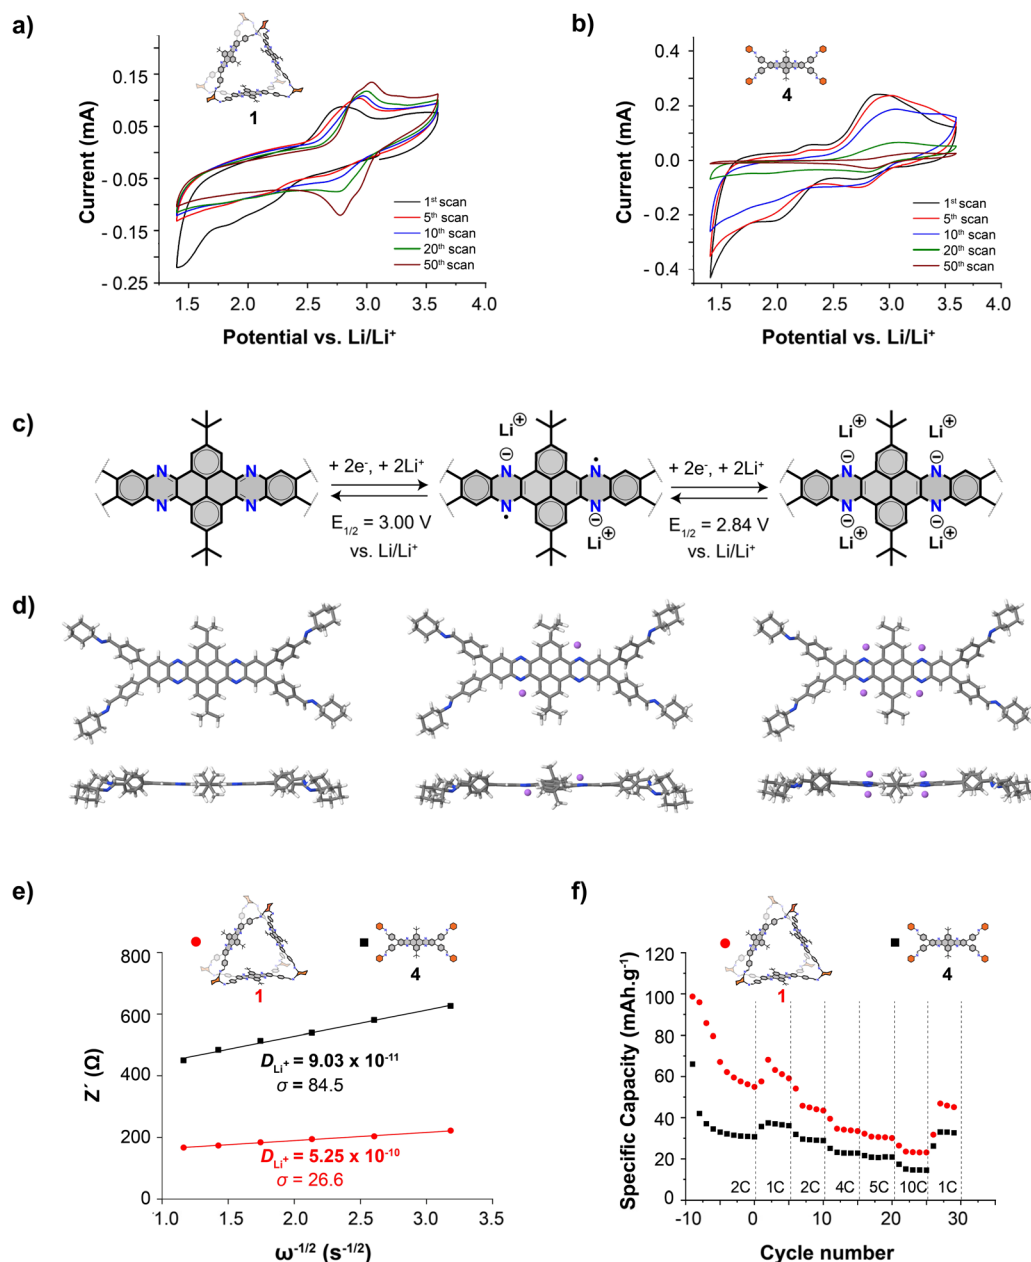 a)
1
Current (mA)
0.15
0.05
- 0.05
- 0.15
- 0.25
1.5 2.0 2.5 3.0 3.5 4.0
Potential vs. Li/Li⁺
1ˢᵗ scan
5ᵗʰ scan
10ᵗʰ scan
20ᵗʰ scan
50ᵗʰ scan
b)
4
Current (mA)
0.4
0.2
0.0
- 0.2
- 0.4
1.5 2.0 2.5 3.0 3.5 4.0
Potential vs. Li/Li⁺
1ˢᵗ scan
5ᵗʰ scan
10ᵗʰ scan
20ᵗʰ scan
50ᵗʰ scan
c)
N N
N N
+ 2e⁻, + 2Li⁺
E₁/₂ = 3.00 V
vs. Li/Li⁺
Li⊕
⊖ •
N N
N N
• ⊖
Li⊕
+ 2e⁻, + 2Li⁺
E₁/₂ = 2.84 V
vs. Li/Li⁺
Li⊕ Li⊕
⊖ ⊖
N N
N N
⊖ ⊖
Li⊕ Li⊕
d)
e)
1
4
Z´ (Ω)
800
600
400
200
0
D_Li⁺ = 9.03 x 10⁻¹¹
σ = 84.5
D_Li⁺ = 5.25 x 10⁻¹⁰
σ = 26.6
1.0 1.5 2.0 2.5 3.0 3.5
ω⁻¹/² (s⁻¹/²)
f)
1
4
Specific Capacity (mAh.g⁻¹)
120
100
80
60
40
20
0
2C 1C 2C 4C 5C 10C 1C
-10 0 10 20 30
Cycle number